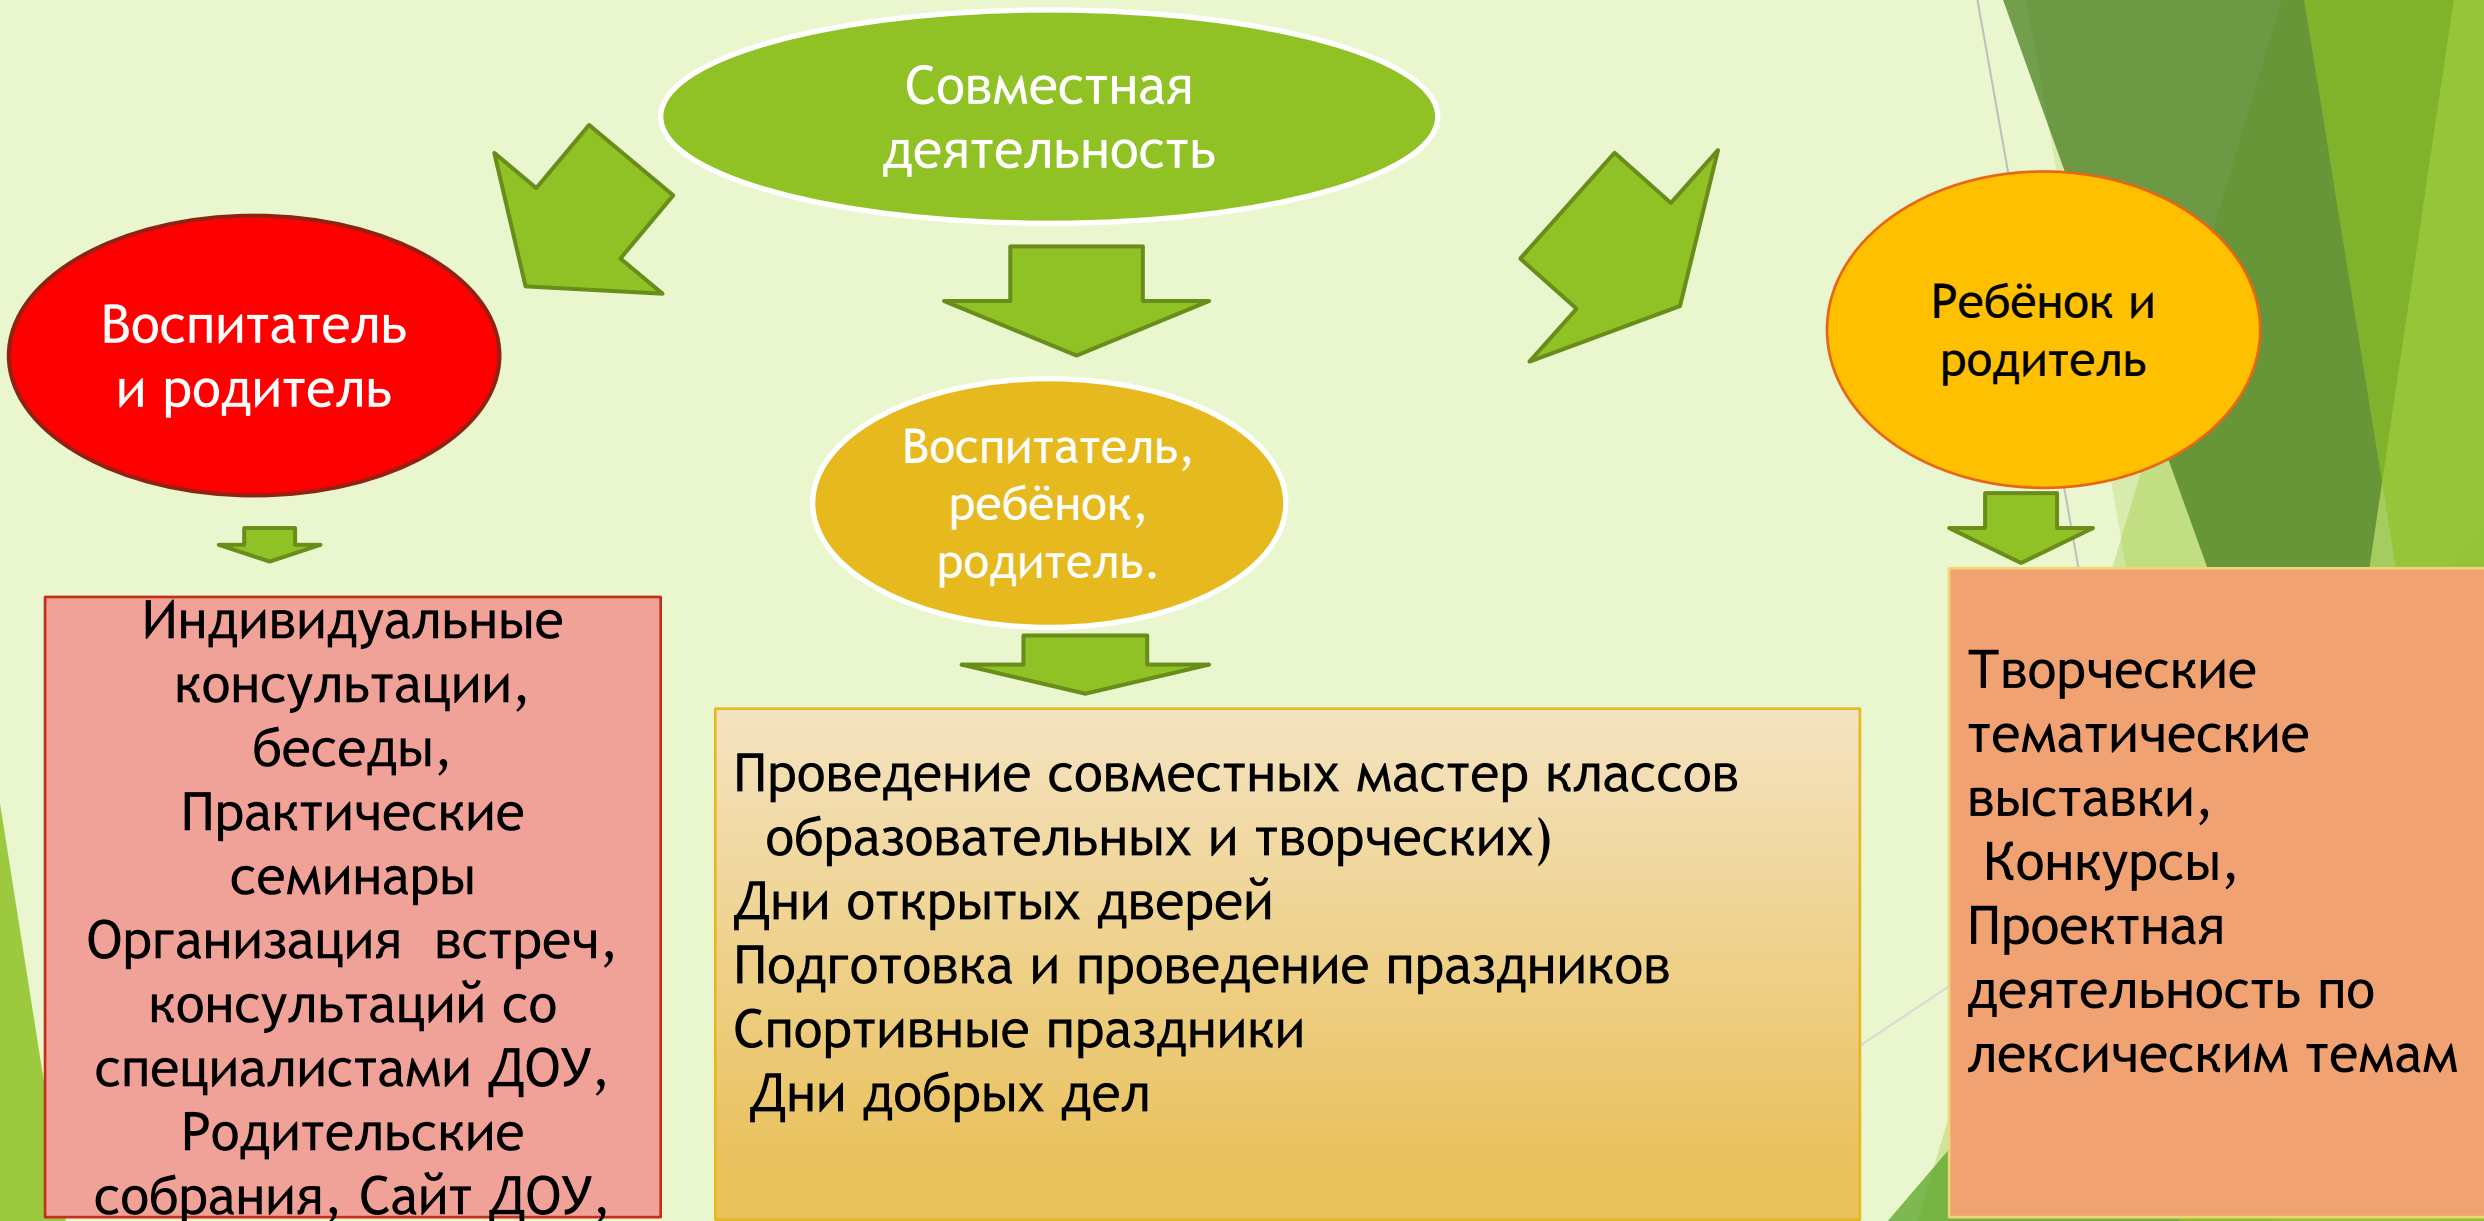 Совместная
деятельность
Воспитатель
и родитель
Воспитатель,
ребёнок,
родитель.
Ребёнок и
родитель
Индивидуальные
консультации,
беседы,
Практические
семинары
Организация встреч,
консультаций со
специалистами ДОУ,
Родительские
собрания, Сайт ДОУ,
Проведение совместных мастер классов
образовательных и творческих)
Дни открытых дверей
Подготовка и проведение праздников
Спортивные праздники
Дни добрых дел
Творческие
тематические
выставки,
Конкурсы,
Проектная
деятельность по
лексическим темам